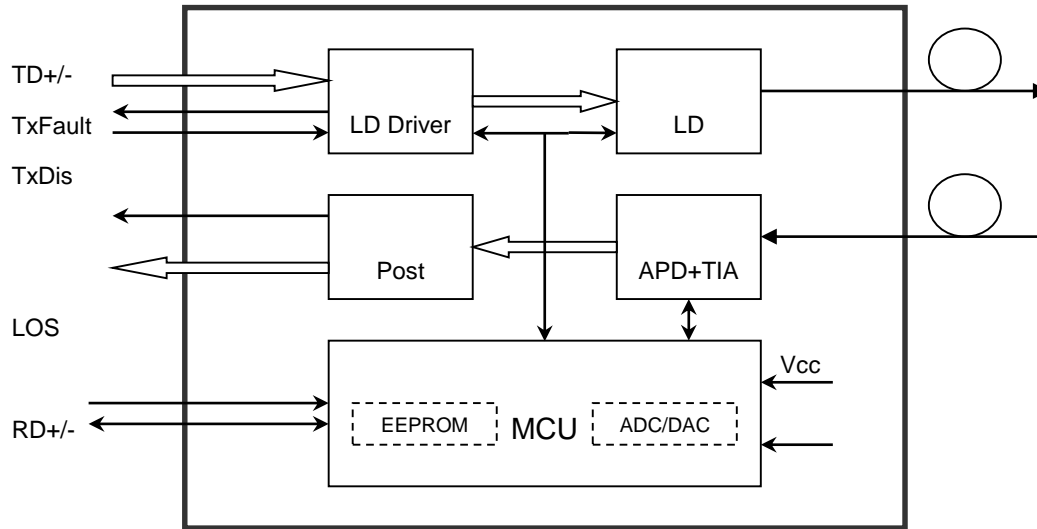 TD+/-
TxFault
TxDis
LOS
RD+/-
LD Driver
LD
Post
APD+TIA
Vcc
EEPROM
MCU
ADC/DAC